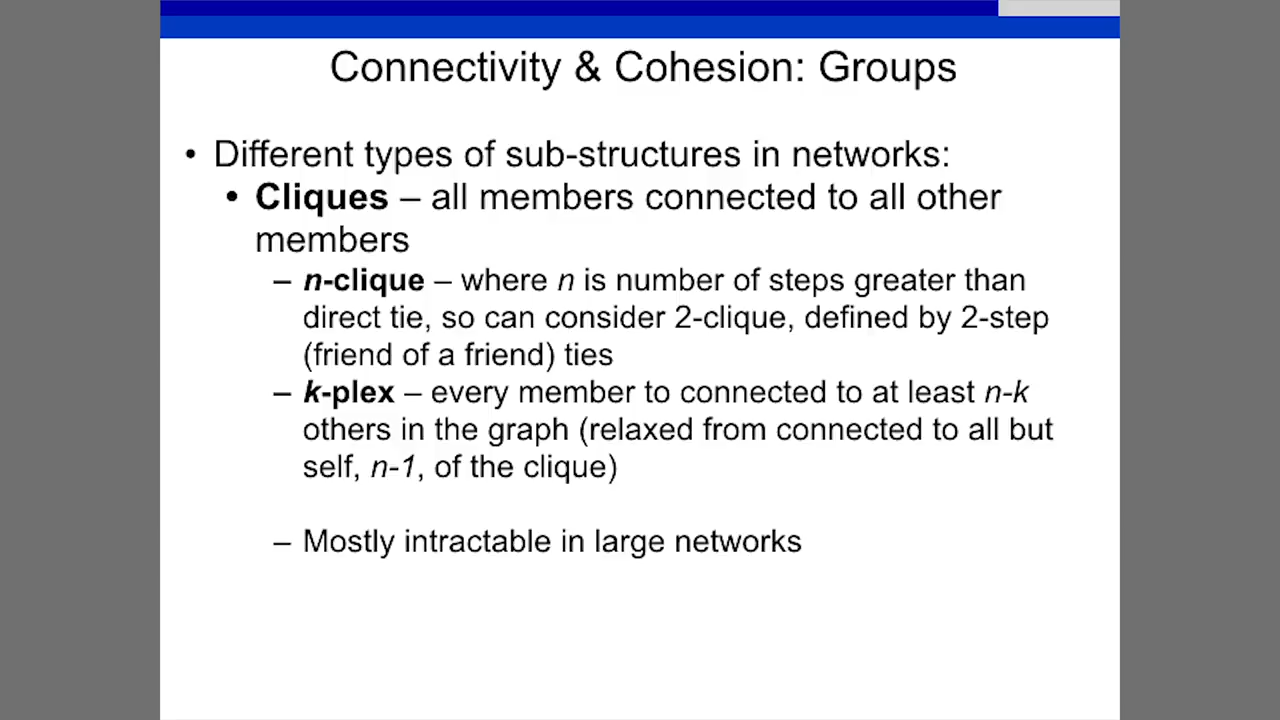 Connectivity & Cohesion: Groups
• Different types of sub-structures in networks:
• Cliques – all members connected to all other
members
– n-clique – where n is number of steps greater than
direct tie, so can consider 2-clique, defined by 2-step
(friend of a friend) ties
– k-plex – every member to connected to at least n-k
others in the graph (relaxed from connected to all but
self, n-1, of the clique)
– Mostly intractable in large networks